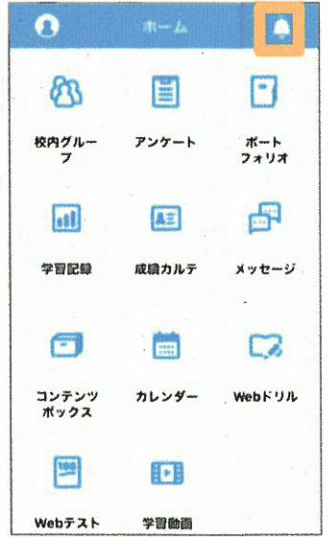 ホーム
校内グルー
プ
アンケート
ポート
フォリオ
学習記録
成績カルテ
メッセージ
コンテンツ
ボックス
カレンダー
Webドリル
100
Webテスト
学習動画